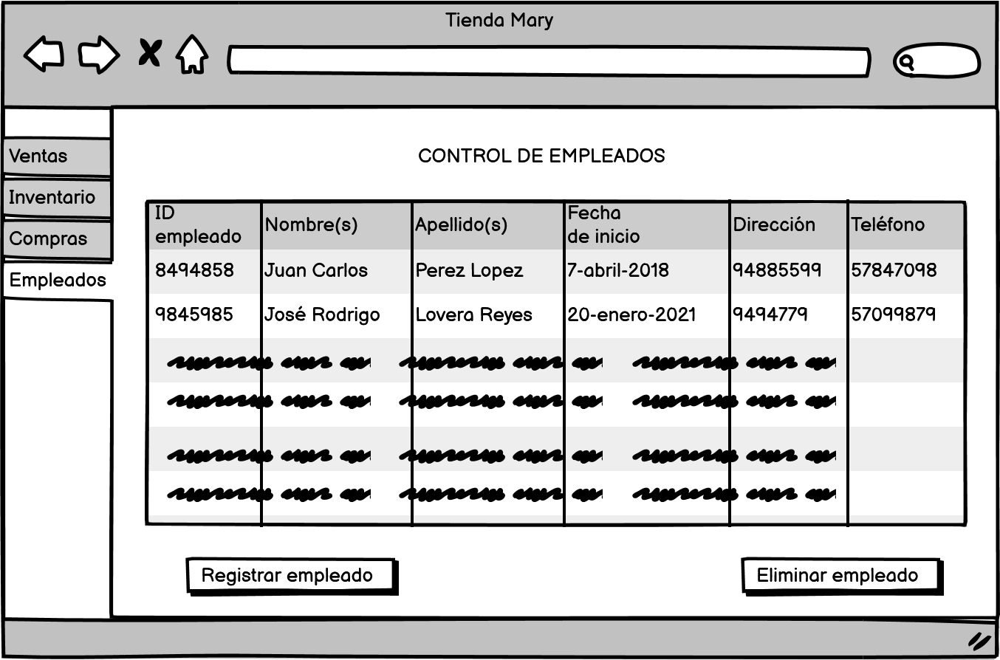 Tienda Mary
Ventas
Inventario
Compras
Empleados
CONTROL DE EMPLEADOS
ID empleado Nombre(s) Apellido(s) Fecha de inicio Dirección Teléfono
8494858 Juan Carlos Perez Lopez 7-abril-2018 94885599 57847098
9845985 José Rodrigo Lovera Reyes 20-enero-2021 9494779 57099879
Registrar empleado Eliminar empleado